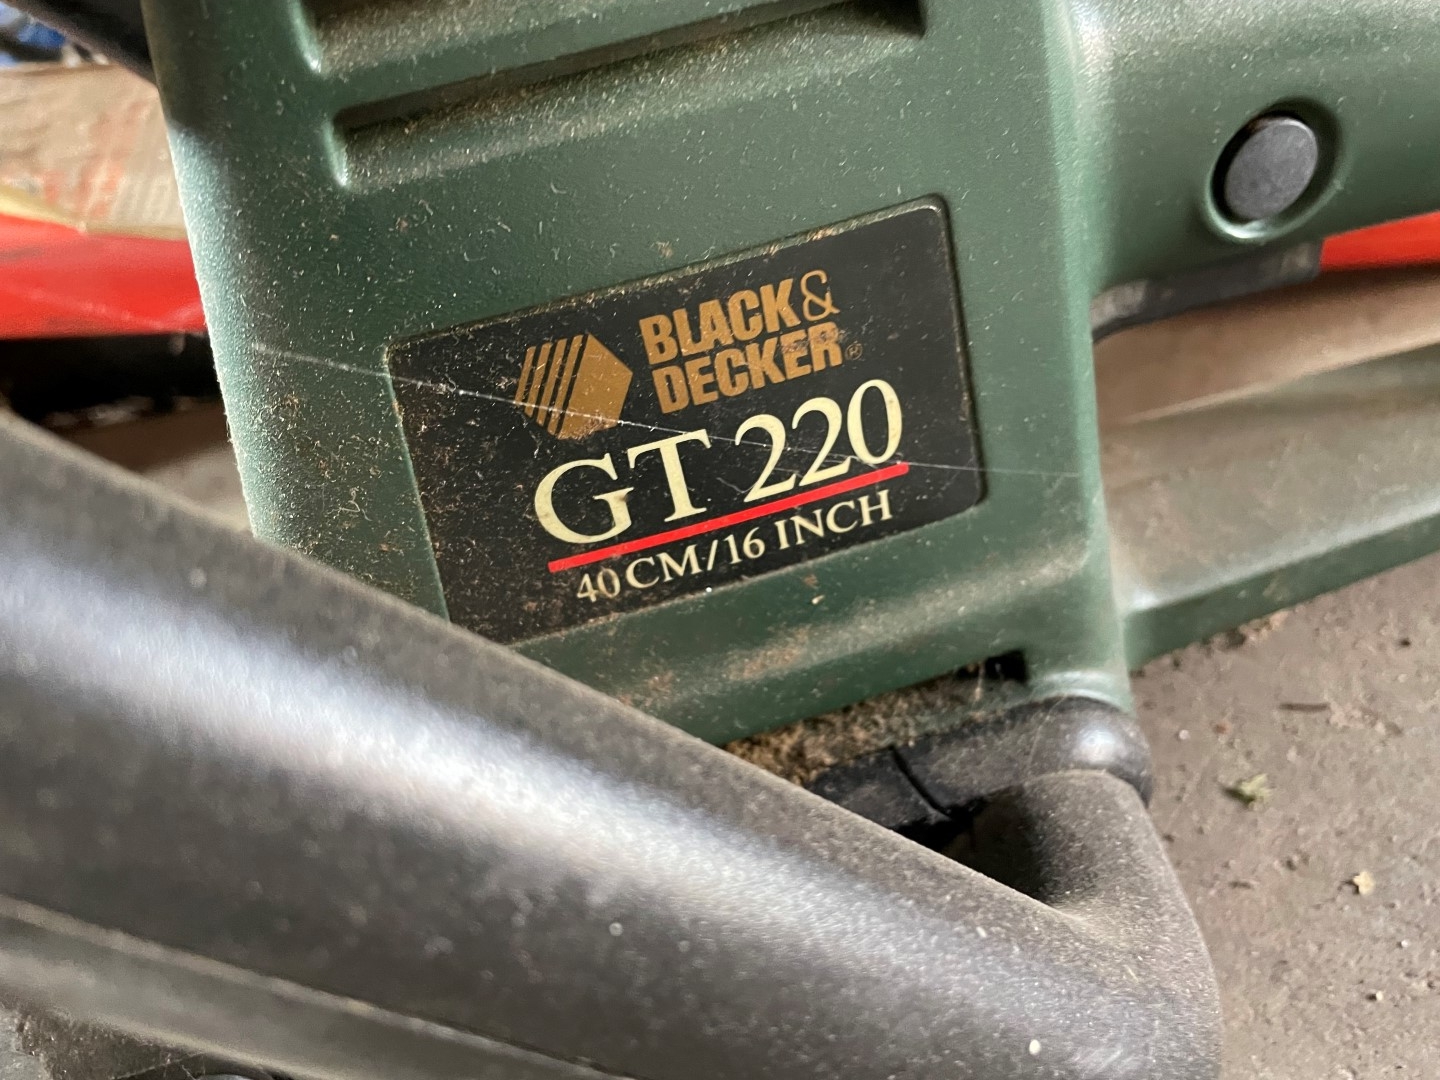 BLACK&
DECKER®
GT 220
40 CM/16 INCH